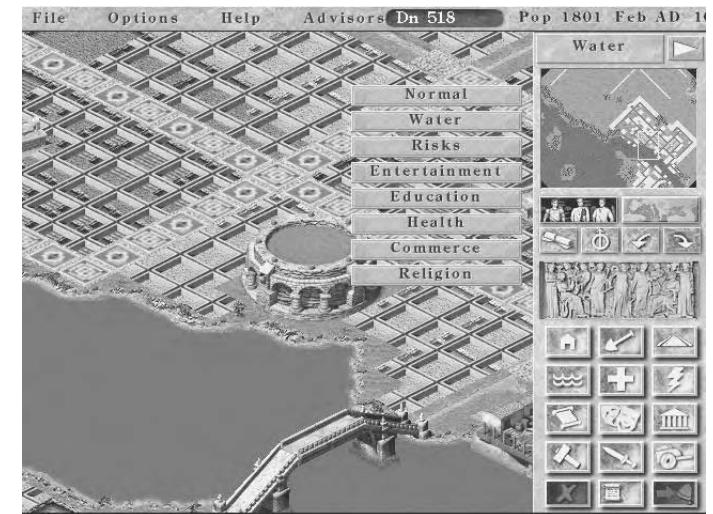 File Options Help Advisors Dn 518 Pop 1801 Feb AD
Water
Normal
Water
Risks
Entertainment
Education
Health
Commerce
Religion